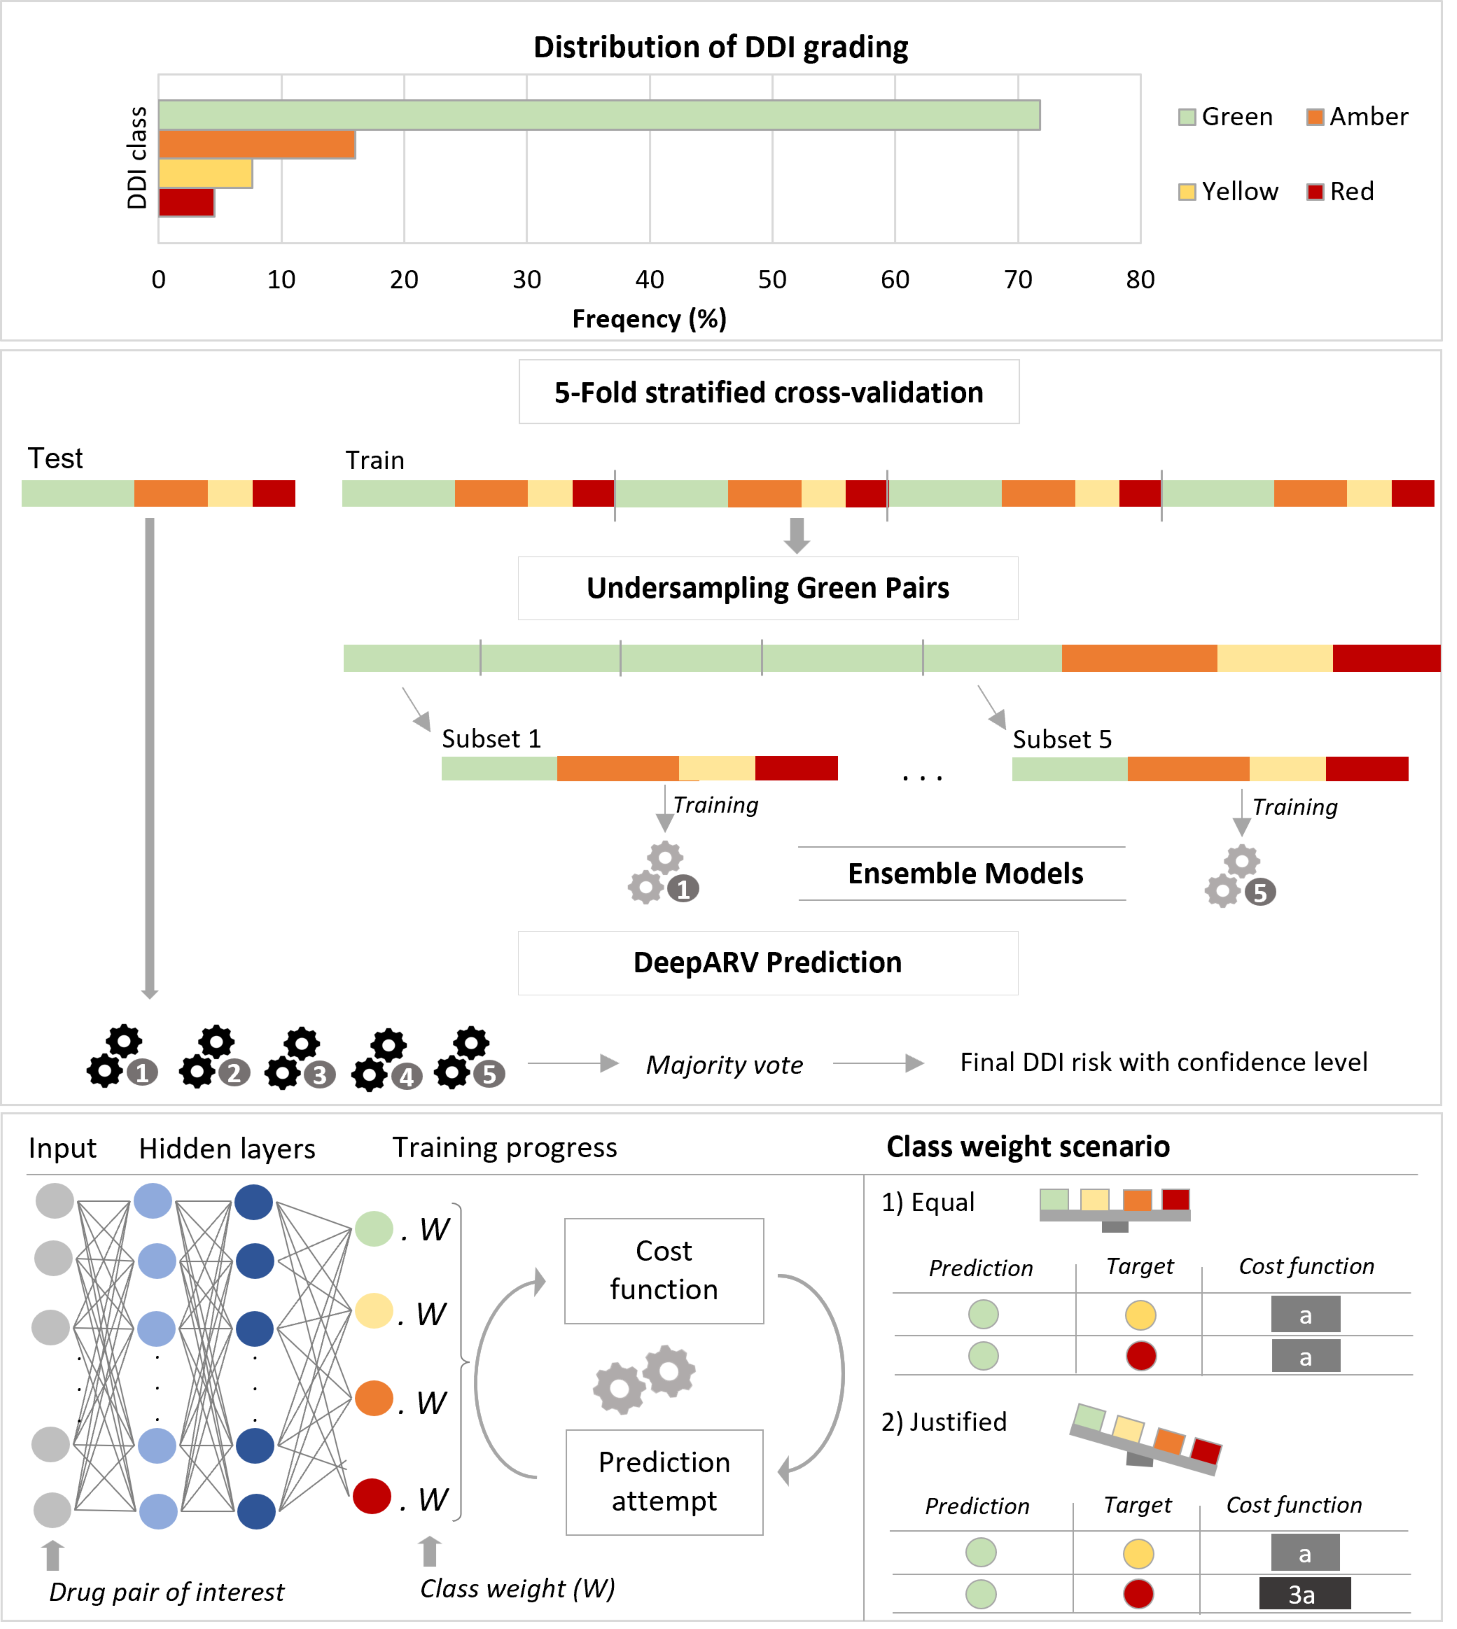 Distribution of DDI grading
DDI class
Green
Amber
Yellow
Red
0 10 20 30 40 50 60 70 80
Freqency (%)
5-Fold stratified cross-validation
Test
Train
Undersampling Green Pairs
Subset 1
Subset 5
. . .
Training
Training
1
Ensemble Models
5
DeepARV Prediction
1 2 3 4 5
Majority vote
Final DDI risk with confidence level
Input
Hidden layers
Training progress
. W
. W
. W
. W
Cost
function
Prediction
attempt
Drug pair of interest
Class weight (W)
Class weight scenario
1) Equal
Prediction Target Cost function
a
a
2) Justified
Prediction Target Cost function
a
3a